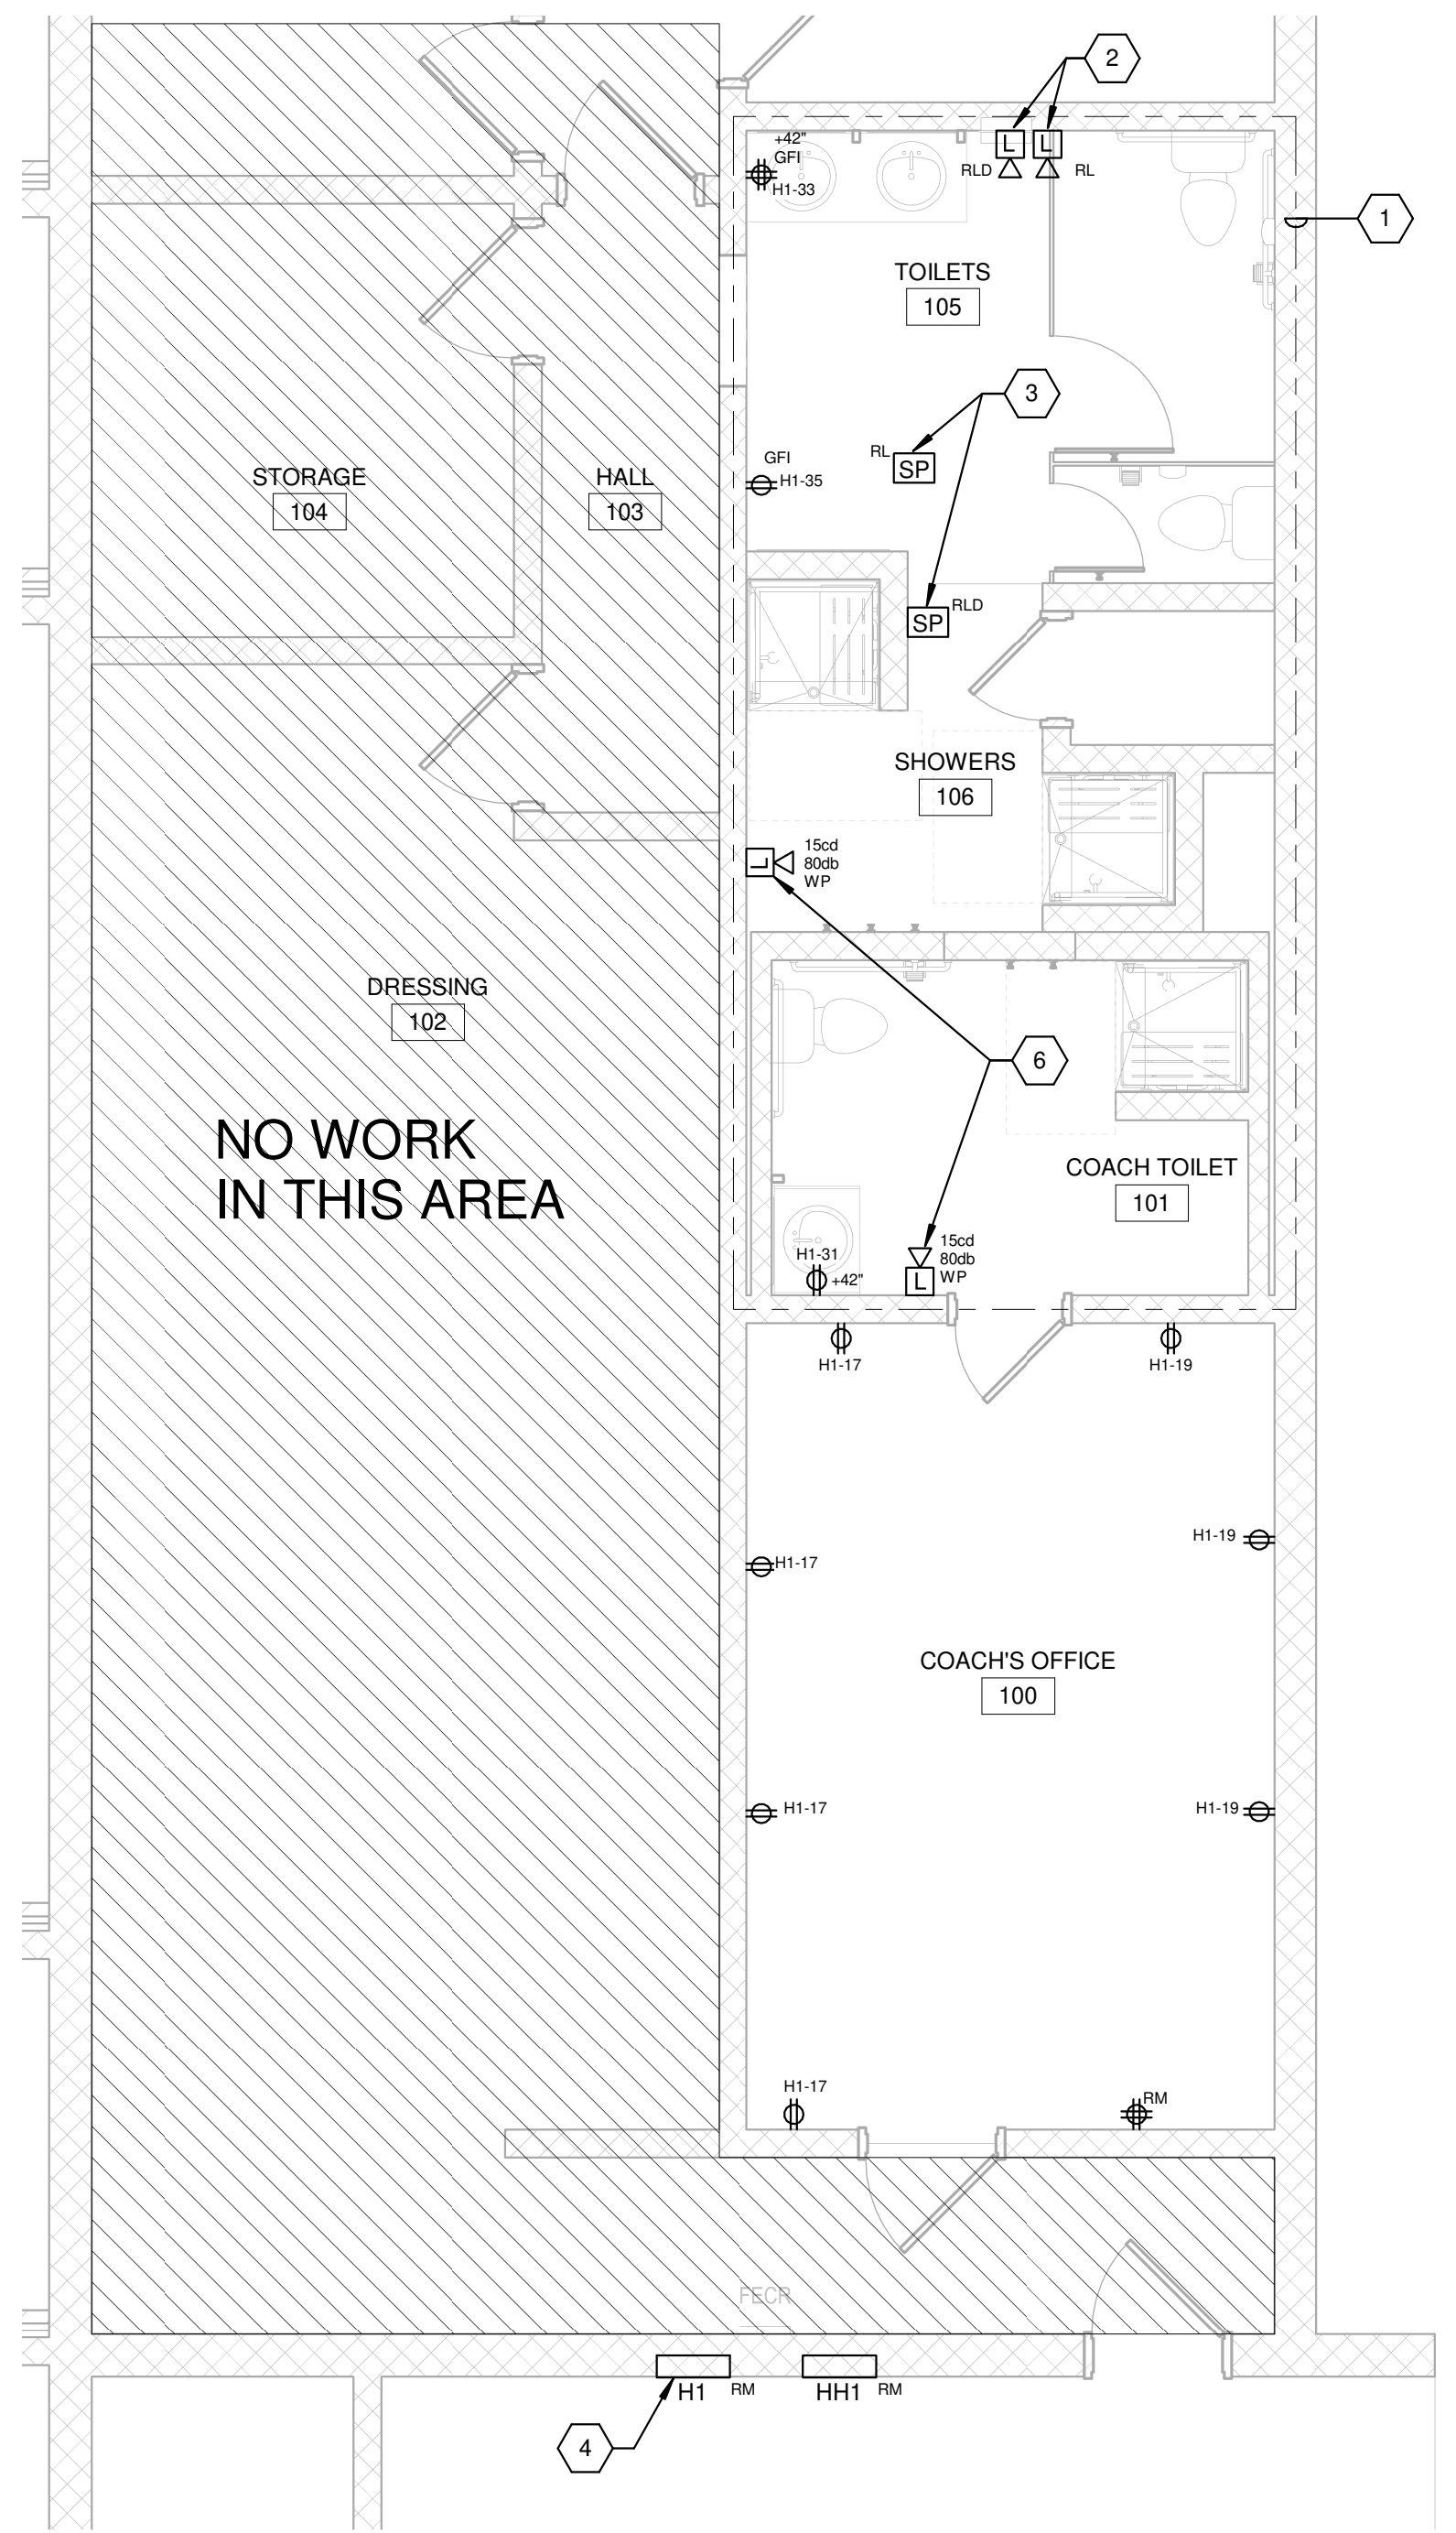 2
+42"
GFI
H1-33
L
L
RLD
RL
1
TOILETS
105
3
RL
SP
GFI
H1-35
STORAGE
104
HALL
103
RLD
SP
SHOWERS
106
L
15cd
80db
WP
DRESSING
102
6
NO WORK
IN THIS AREA
COACH TOILET
101
H1-31
+42"
15cd
80db
WP
L
H1-17
H1-19
H1-19
H1-17
COACH'S OFFICE
100
H1-17
H1-19
H1-17
RM
FECR
H1
RM
HH1
RM
4